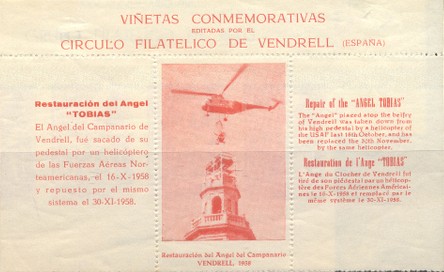 VIÑETAS CONMEMORATIVAS
EDITADAS POR EL
CIRCULO FILATELICO DE VENDRELL (ESPAÑA)
Restauración del Angel
"TOBIAS"
El Angel del Campanario de
Vendrell, fué sacado de su
pedestal por un helicóptero
de las Fuerzas Aéreas Nor-
teamericanas, el 16-X-1958
y repuesto por el mismo
sistema el 30-XI-1958.
Restauración del Angel del Campanario
VENDRELL, 1958
Repair of the "ANGEL TOBIAS"
The "Angel" placed atop the belfry
of Vendrell was taken down from
his high pedestal by a helicopter of
the USAF last 16th October, and has
been replaced the 30th November,
by the same helicopter.
Restauration de l'Ange "TOBIAS"
L'Ange du Clocher de Vendrell fut
tiré de son piédestal par un hélicop-
tère des Forces Aériennes Américai-
nes le 16-X-1958 et remplacé par le
même système le 30-XI-1958.